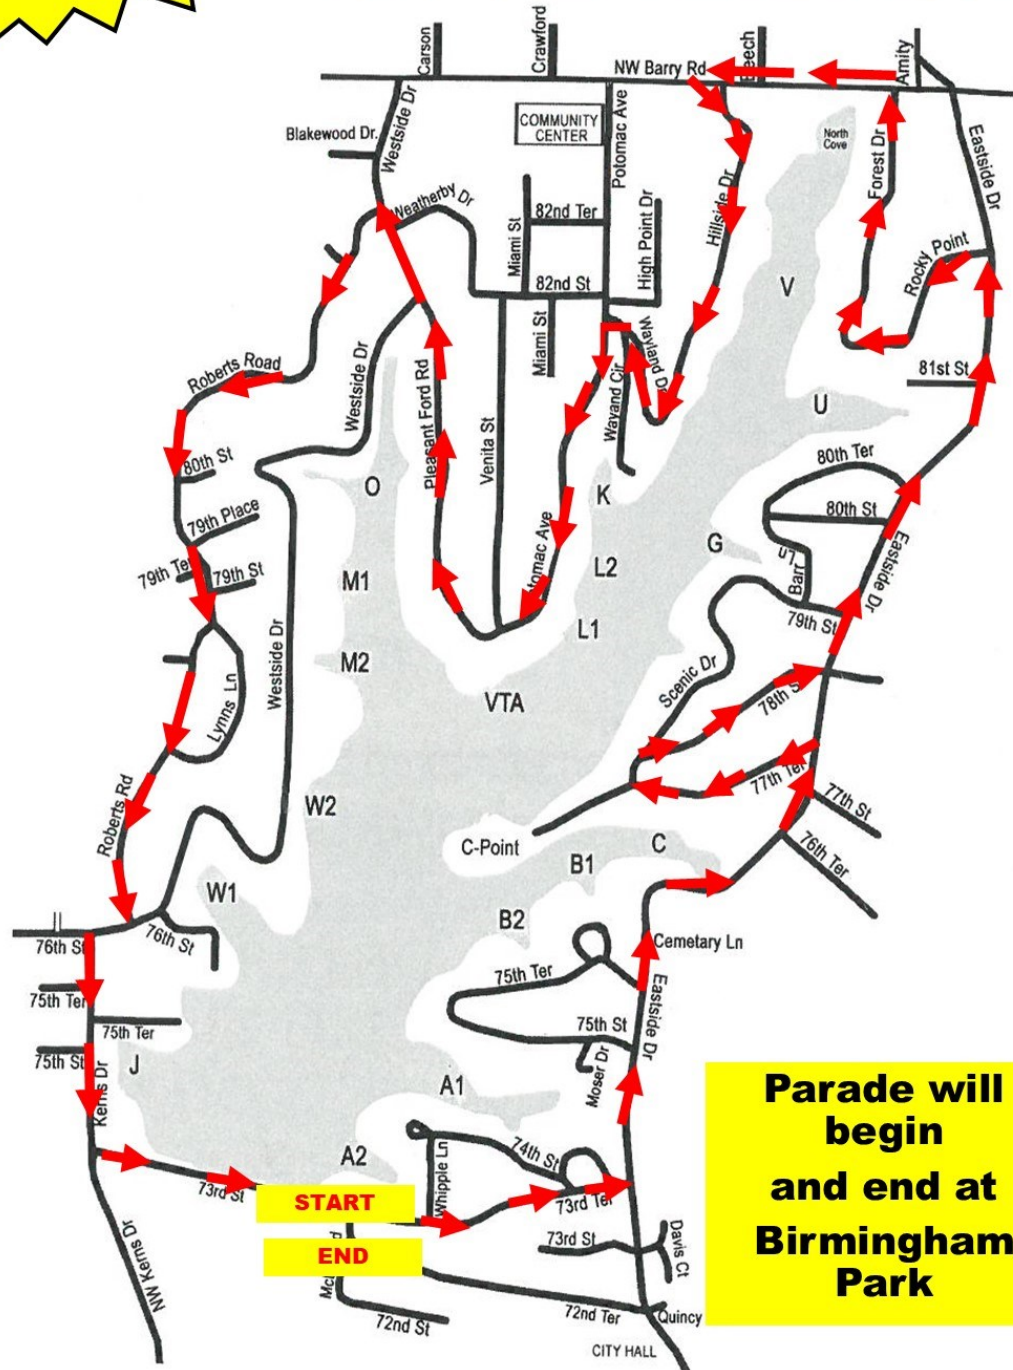 Carson
Crawford
Beech
Amity
NW Barry Rd
Westside Dr
Blakewood Dr.
COMMUNITY
CENTER
Potomac Ave
North
Cove
Forest Dr
Eastside Dr
Weatherby Dr
82nd Ter
Miami St
High Point Dr
Hillside Dr
Rocky Point
82nd St
V
Miami St
Wayland Dr
81st St
Roberts Road
Westside Dr
Pleasant Ford Rd
Venita St
Wayand Cir
U
80th St
O
K
80th Ter
80th St
79th Place
Potomac Ave
G
Eastside Dr
79th Ter
79th St
M1
L2
Barr Ln
79th St
L1
Westside Dr
M2
Scenic Dr
Lynns Ln
VTA
78th St
77th Ter
77th St
Roberts Rd
W2
C-Point
C
B1
76th Ter
W1
B2
76th St
76th St
Cemetary Ln
75th Ter
75th Ter
75th Ter
75th St
Eastside Dr
75th St
J
Kerns Dr
Moser Dr
A1
A2
Whipple Ln
74th St
73rd St
START
73rd Ter
END
73rd St
Davis Ct
NW Kerns Dr
72nd St
72nd Ter
Quincy
CITY HALL
Parade will
begin
and end at
Birmingham
Park